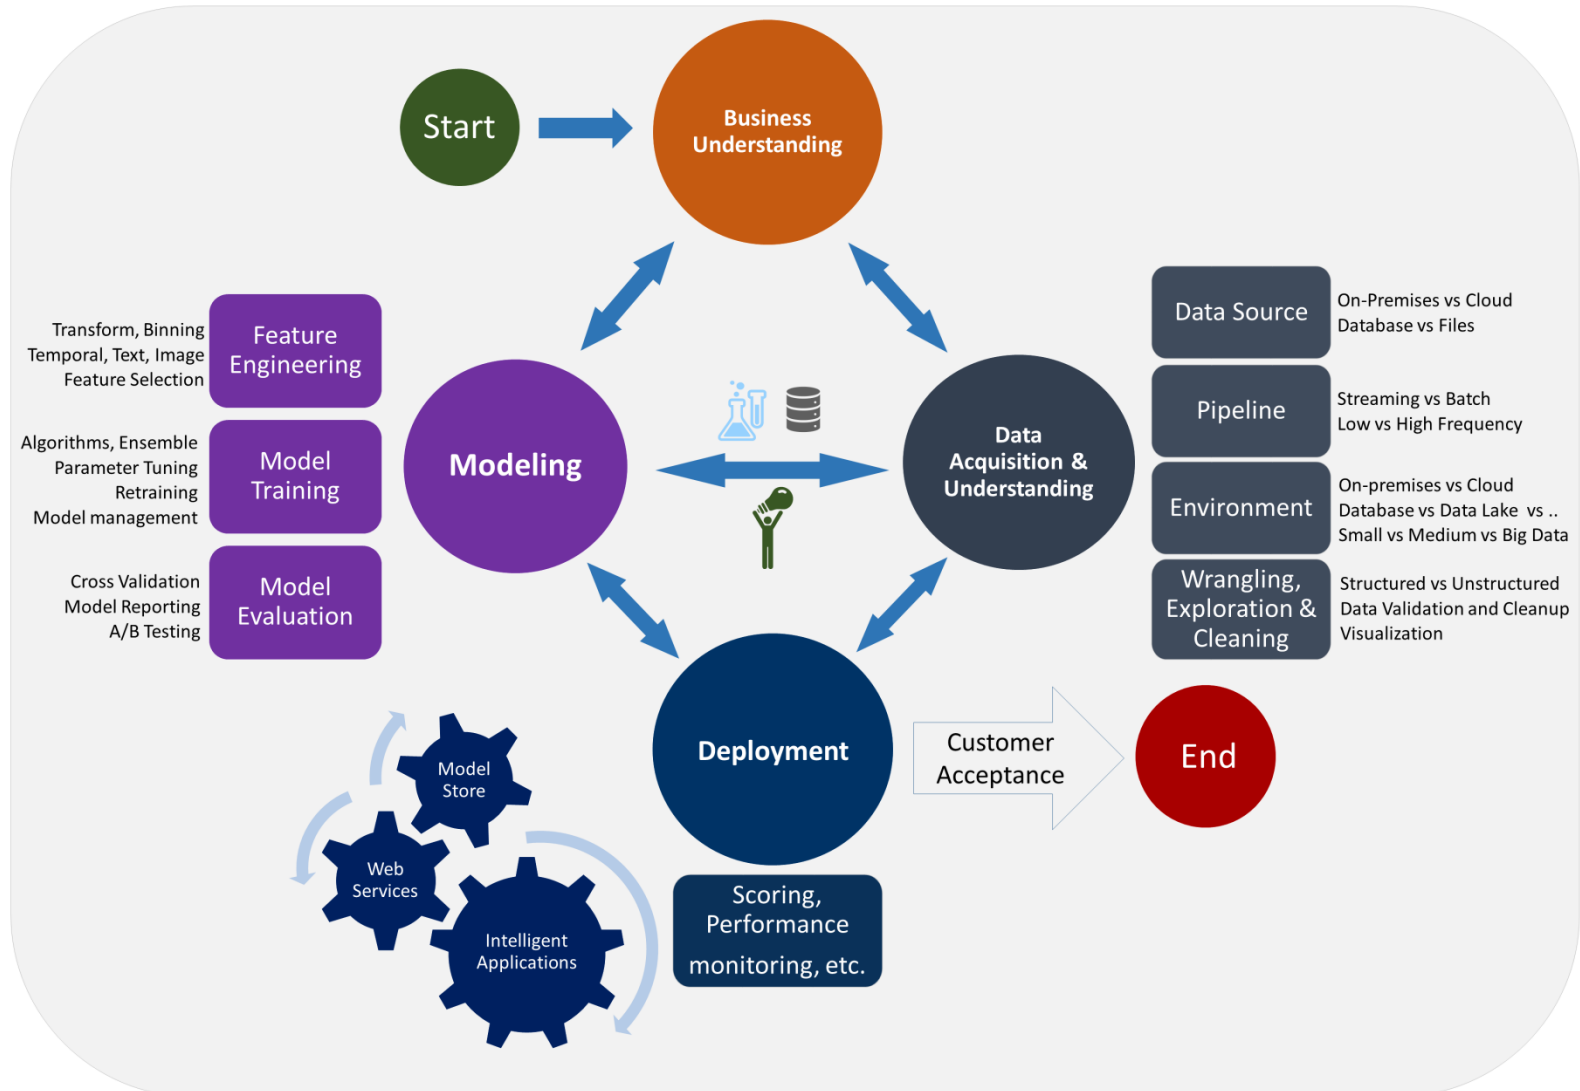 Start
Business
Understanding
Feature
Engineering
Transform, Binning
Temporal, Text, Image
Feature Selection
Model
Training
Algorithms, Ensemble
Parameter Tuning
Retraining
Model management
Model
Evaluation
Cross Validation
Model Reporting
A/B Testing
Modeling
Data
Acquisition &
Understanding
Data Source
On-Premises vs Cloud
Database vs Files
Pipeline
Streaming vs Batch
Low vs High Frequency
Environment
On-premises vs Cloud
Database vs Data Lake vs ..
Small vs Medium vs Big Data
Wrangling,
Exploration &
Cleaning
Structured vs Unstructured
Data Validation and Cleanup
Visualization
Deployment
Customer
Acceptance
End
Model
Store
Web
Services
Intelligent
Applications
Scoring,
Performance
monitoring, etc.